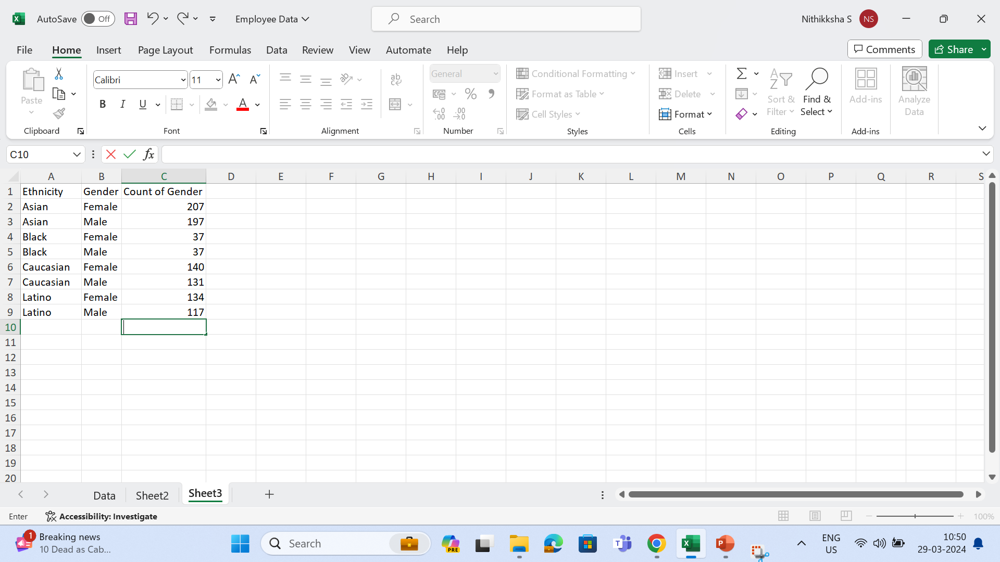 AutoSave Off Employee Data Search Nithikksha S NS
File Home Insert Page Layout Formulas Data Review View Automate Help Comments Share
Paste Calibri 11 B I U A General % Conditional Formatting Format as Table Cell Styles Insert Delete Format Sort & Filter Find & Select Add-ins Analyze Data
Clipboard Font Alignment Number Styles Cells Editing Add-ins
C10 fx
A B C D E F G H I J K L M N O P Q R S
1 Ethnicity Gender Count of Gender
2 Asian Female 207
3 Asian Male 197
4 Black Female 37
5 Black Male 37
6 Caucasian Female 140
7 Caucasian Male 131
8 Latino Female 134
9 Latino Male 117
10
11
12
13
14
15
16
17
18
19
20
Data Sheet2 Sheet3 +
Enter Accessibility: Investigate 100%
1 Breaking news
10 Dead as Cab...
Search PRE
ENG
US
10:50
29-03-2024